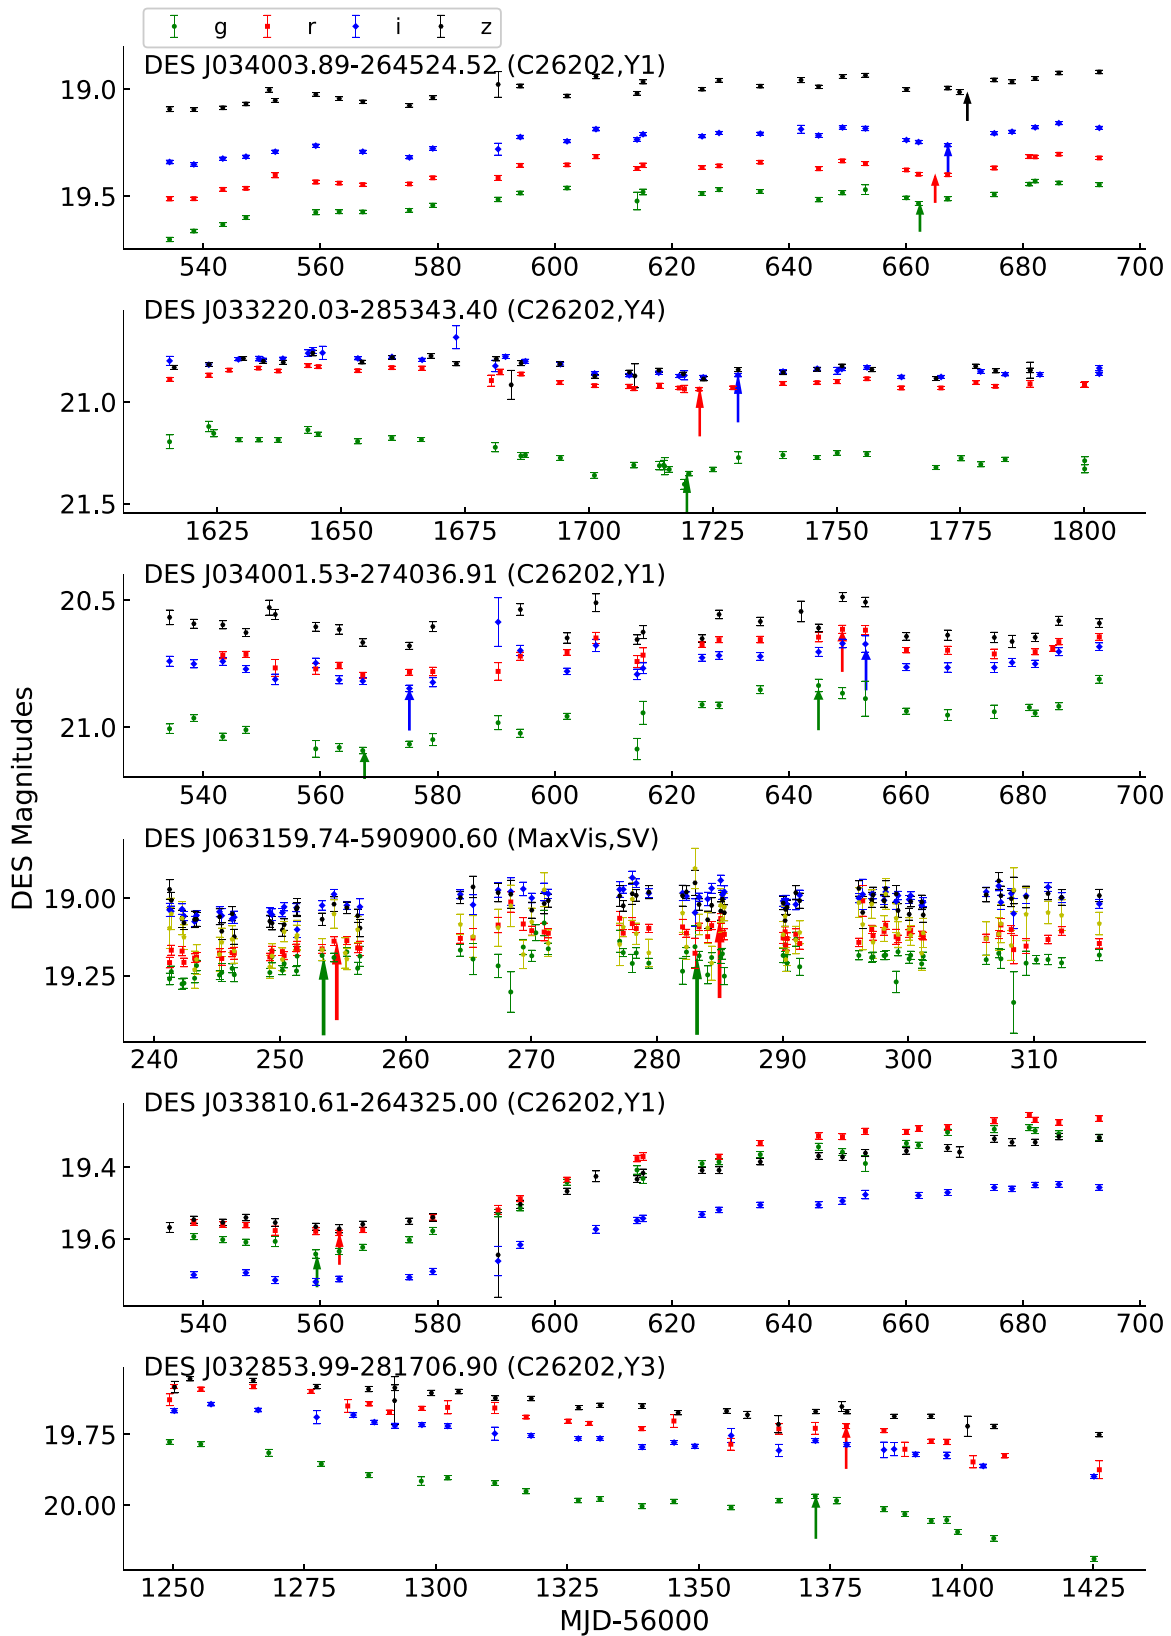 g r i z
DES J034003.89-264524.52 (C26202,Y1)
19.0
19.5
540 560 580 600 620 640 660 680 700
DES J033220.03-285343.40 (C26202,Y4)
21.0
21.5
1625 1650 1675 1700 1725 1750 1775 1800
DES J034001.53-274036.91 (C26202,Y1)
20.5
21.0
540 560 580 600 620 640 660 680 700
DES Magnitudes
DES J063159.74-590900.60 (MaxVis,SV)
19.00
19.25
240 250 260 270 280 290 300 310
DES J033810.61-264325.00 (C26202,Y1)
19.4
19.6
540 560 580 600 620 640 660 680 700
DES J032853.99-281706.90 (C26202,Y3)
19.75
20.00
1250 1275 1300 1325 1350 1375 1400 1425
MJD-56000